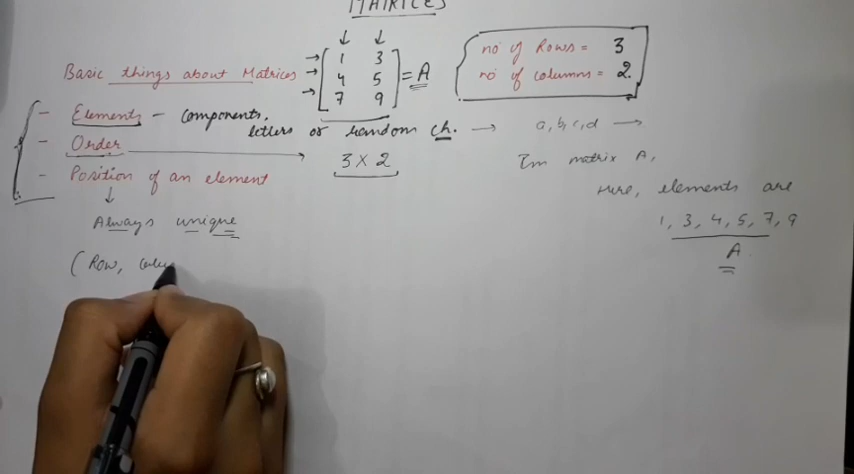 MATRICES
Basic things about Matrices
1 3
4 5
7 9
= A
no of Rows = 3
no of columns = 2.
- Elements - components,
letters or random ch. → a, b, c, d →
- Order → 3 X 2
- Position of an element
Always unique
(Row, colu
In matrix A,
Here, elements are
1, 3, 4, 5, 7, 9
A